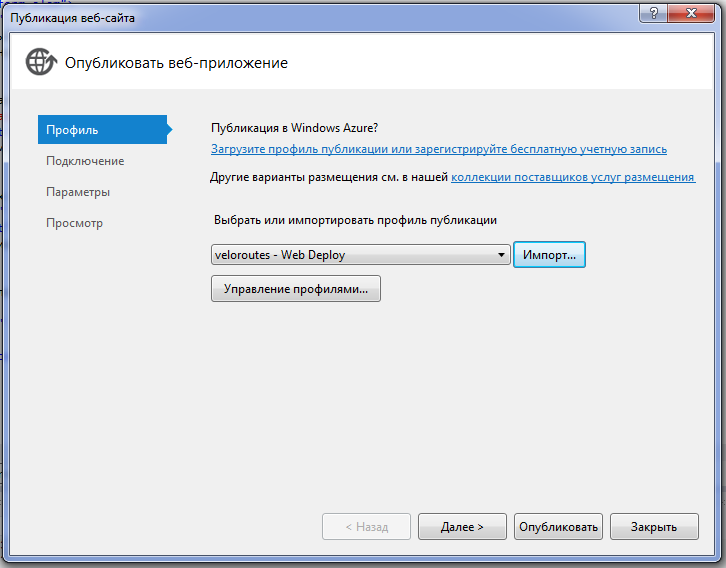 Публикация веб-сайта
?
Опубликовать веб-приложение
Профиль
Подключение
Параметры
Просмотр
Публикация в Windows Azure?
Загрузите профиль публикации или зарегистрируйте бесплатную учетную запись
Другие варианты размещения см. в нашей коллекции поставщиков услуг размещения
Выбрать или импортировать профиль публикации
veloroutes - Web Deploy
Импорт...
Управление профилями...
< Назад
Далее >
Опубликовать
Закрыть